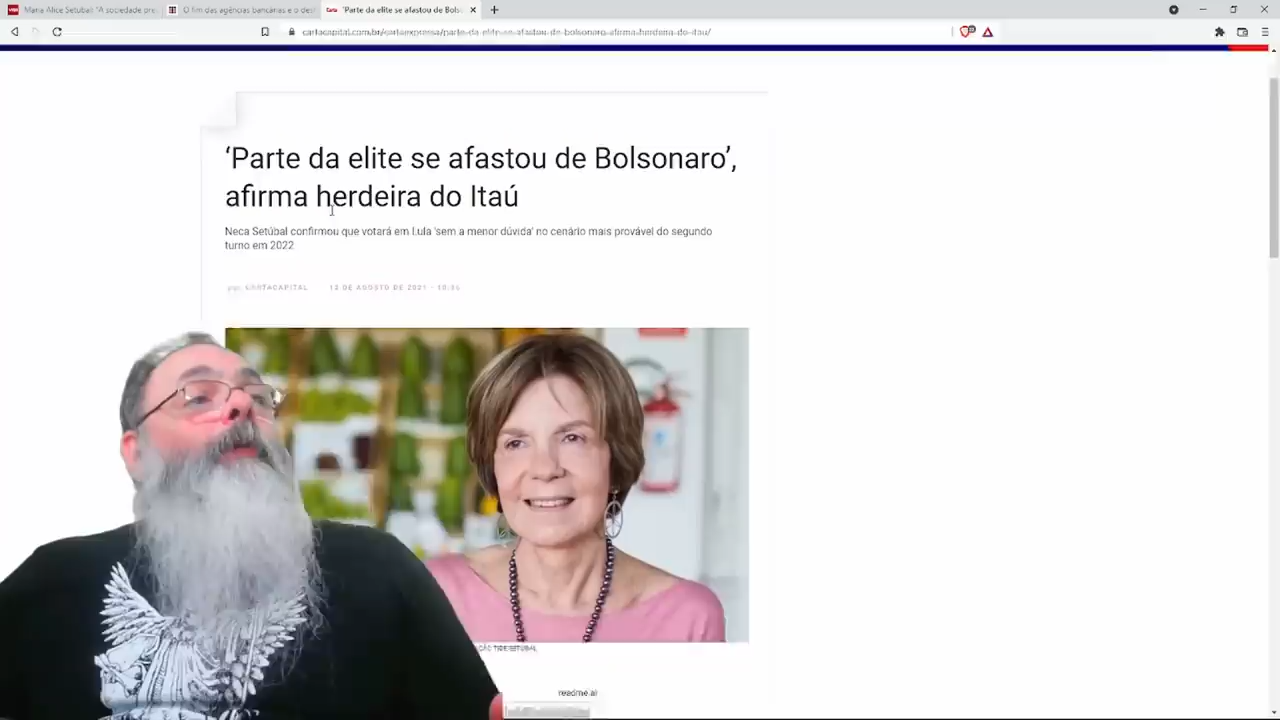 Maria Alice Setubal: "A sociedade pre
O fim das agências bancárias e o des
'Parte da elite se afastou de Bols
cartacapital.com.br/cartaexpressa/parte-da-elite-se-afastou-de-bolsonaro-afirma-herdeira-do-itau/
'Parte da elite se afastou de Bolsonaro',
afirma herdeira do Itaú
Neca Setúbal confirmou que votará em Lula 'sem a menor dúvida' no cenário mais provável do segundo
turno em 2022
CARTACAPITAL 12 DE AGOSTO DE 2021 -
readme.ai